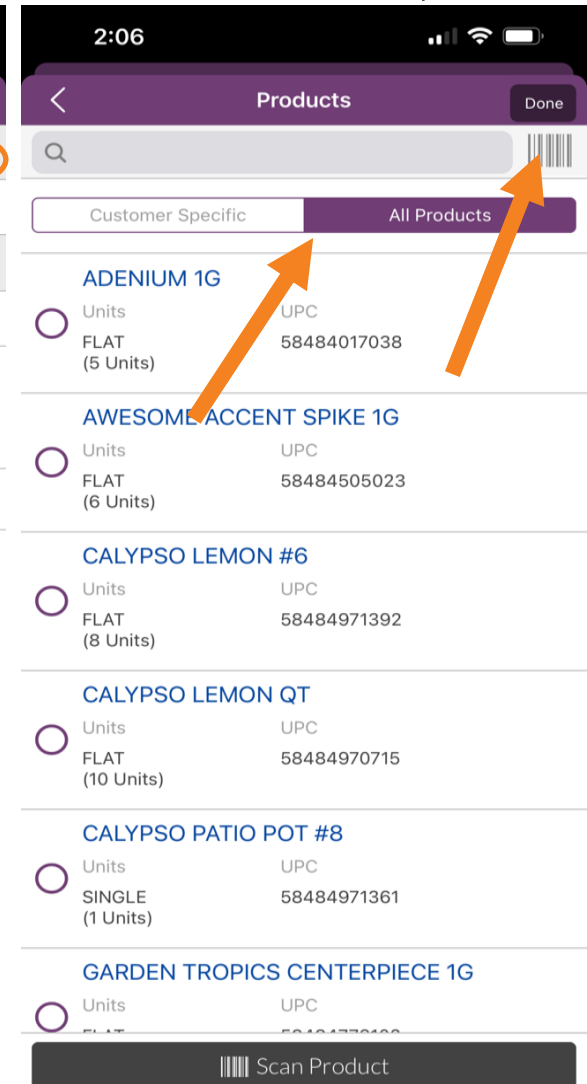 2:06
Products
Done
Customer Specific
All Products
ADENIUM 1G
Units
UPC
FLAT
58484017038
(5 Units)
AWESOME ACCENT SPIKE 1G
Units
UPC
FLAT
58484505023
(6 Units)
CALYPSO LEMON #6
Units
UPC
FLAT
58484971392
(8 Units)
CALYPSO LEMON QT
Units
UPC
FLAT
58484970715
(10 Units)
CALYPSO PATIO POT #8
Units
UPC
SINGLE
58484971361
(1 Units)
GARDEN TROPICS CENTERPIECE 1G
Units
UPC
Scan Product